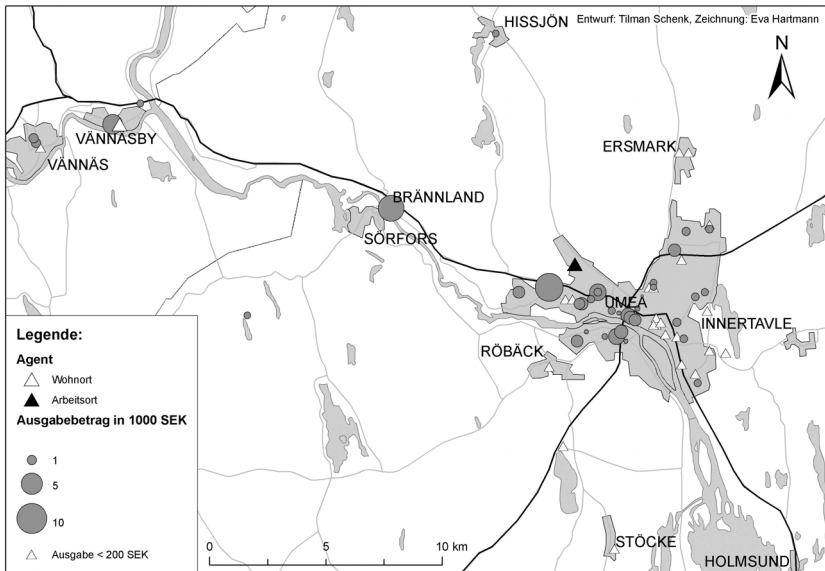 HISSJÖN
Entwurf: Tilman Schenk, Zeichnung: Eva Hartmann
N
VÄNNÄSBY
ERSMARK
VÄNNÄS
BRÄNNLAND
SÖRFORS
UMEÅ
INNERTAVLE
RÖBÄCK
STÖCKE
HOLMSUND
Legende:
Agent
Wohnort
Arbeitsort
Ausgabebetrag in 1000 SEK
1
5
10
Ausgabe < 200 SEK
0 5 10 km